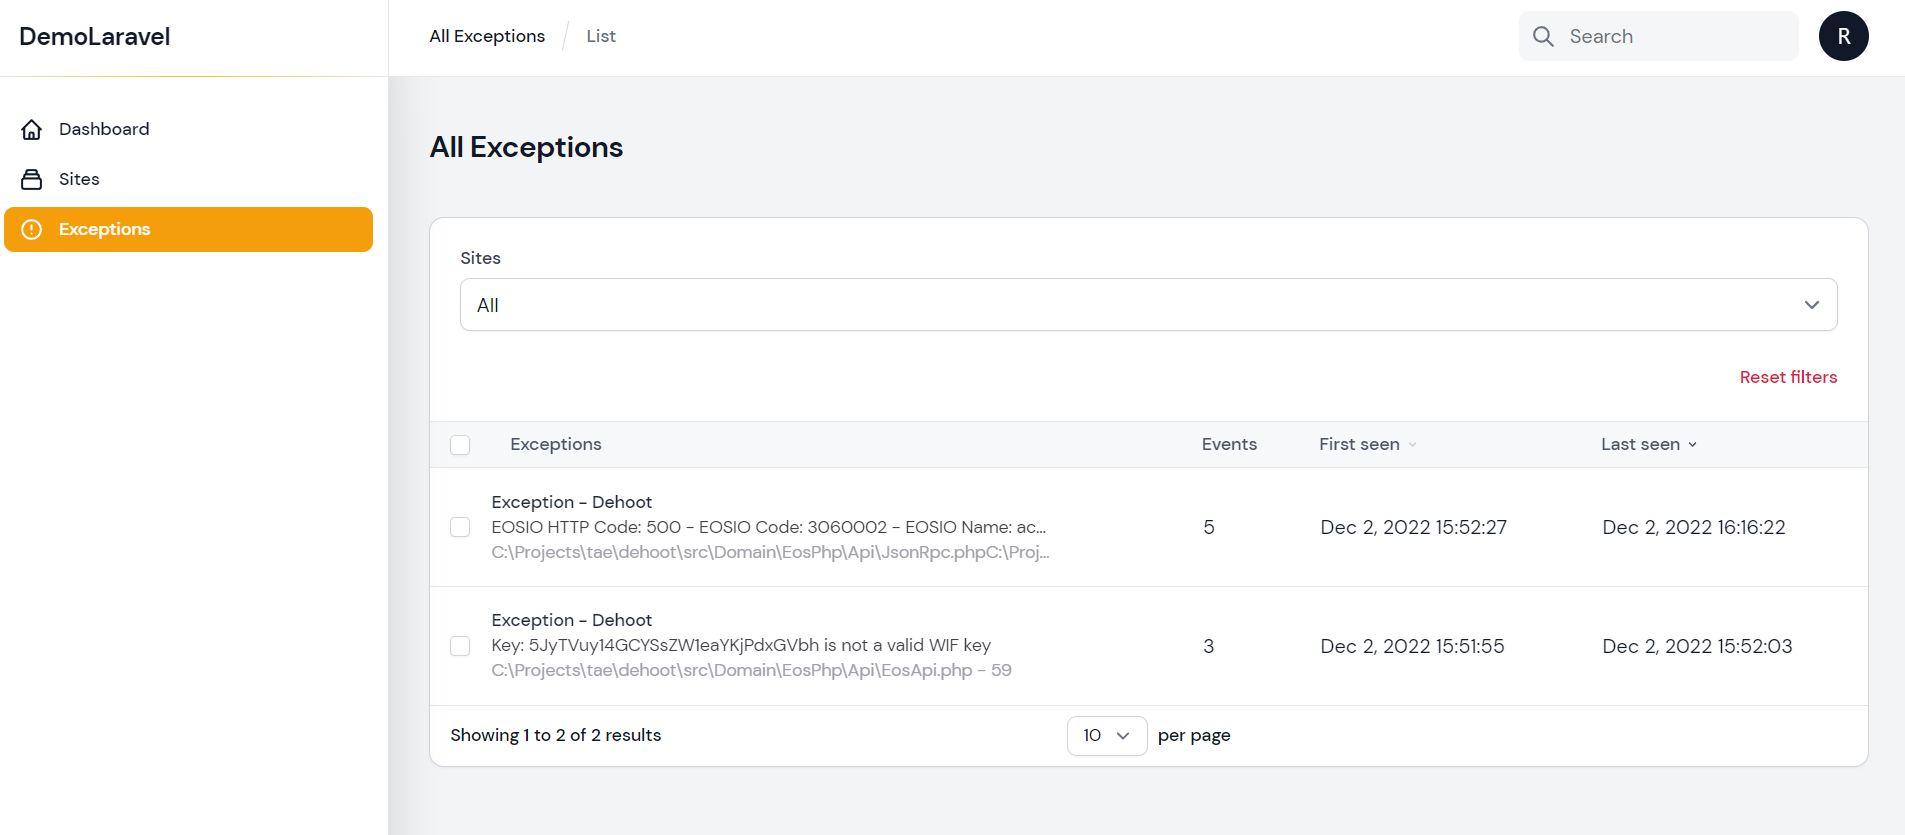 DemoLaravel
All Exceptions / List
Search
R
Dashboard
Sites
Exceptions
All Exceptions
Sites
All
Reset filters
Exceptions Events First seen Last seen
Exception - Dehoot
EOSIO HTTP Code: 500 - EOSIO Code: 3060002 - EOSIO Name: ac...
C:\Projects\tae\dehoot\src\Domain\EosPhp\Api\JsonRpc.phpC:\Proj...
5 Dec 2, 2022 15:52:27 Dec 2, 2022 16:16:22
Exception - Dehoot
Key: 5JyTVuy14GCYSsZW1eaYKjPdxGVbh is not a valid WIF key
C:\Projects\tae\dehoot\src\Domain\EosPhp\Api\EosApi.php - 59
3 Dec 2, 2022 15:51:55 Dec 2, 2022 15:52:03
Showing 1 to 2 of 2 results
10 per page